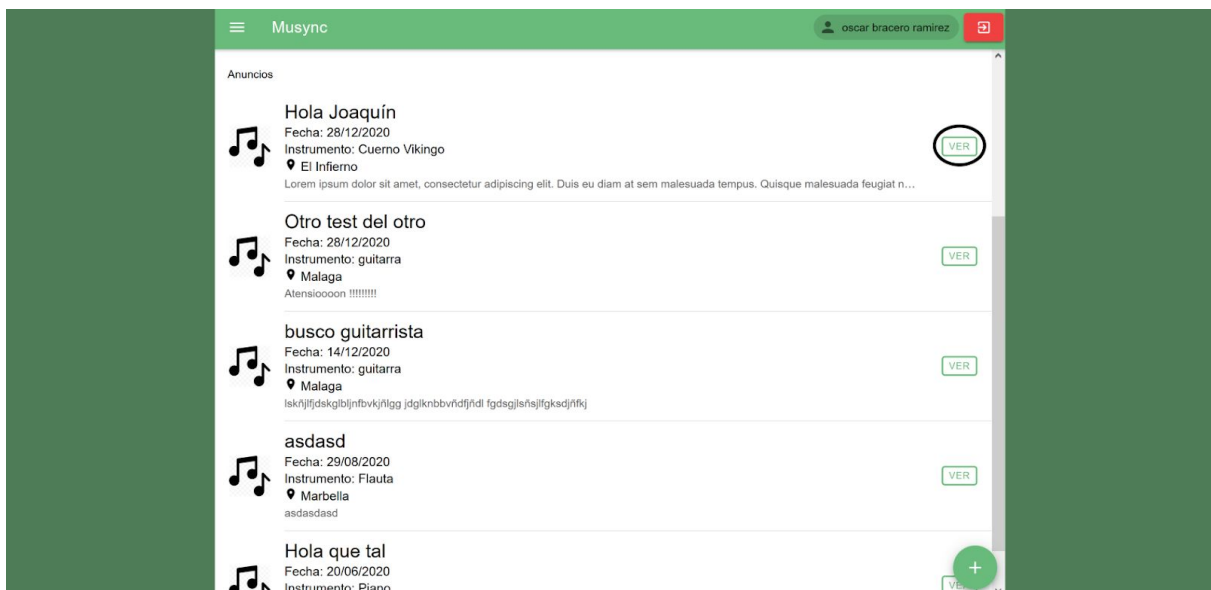 Musync
oscar bracero ramirez
Anuncios
Hola Joaquín
Fecha: 28/12/2020
Instrumento: Cuerno Vikingo
El Infierno
Lorem ipsum dolor sit amet, consectetur adipiscing elit. Duis eu diam at sem malesuada tempus. Quisque malesuada feugiat n…
VER
Otro test del otro
Fecha: 28/12/2020
Instrumento: guitarra
Malaga
Atensioooon !!!!!!!!!
VER
busco guitarrista
Fecha: 14/12/2020
Instrumento: guitarra
Malaga
VER
asdasd
Fecha: 29/08/2020
Instrumento: Flauta
Marbella
asdasdasd
VER
Hola que tal
Fecha: 20/06/2020
Instrumento: Piano